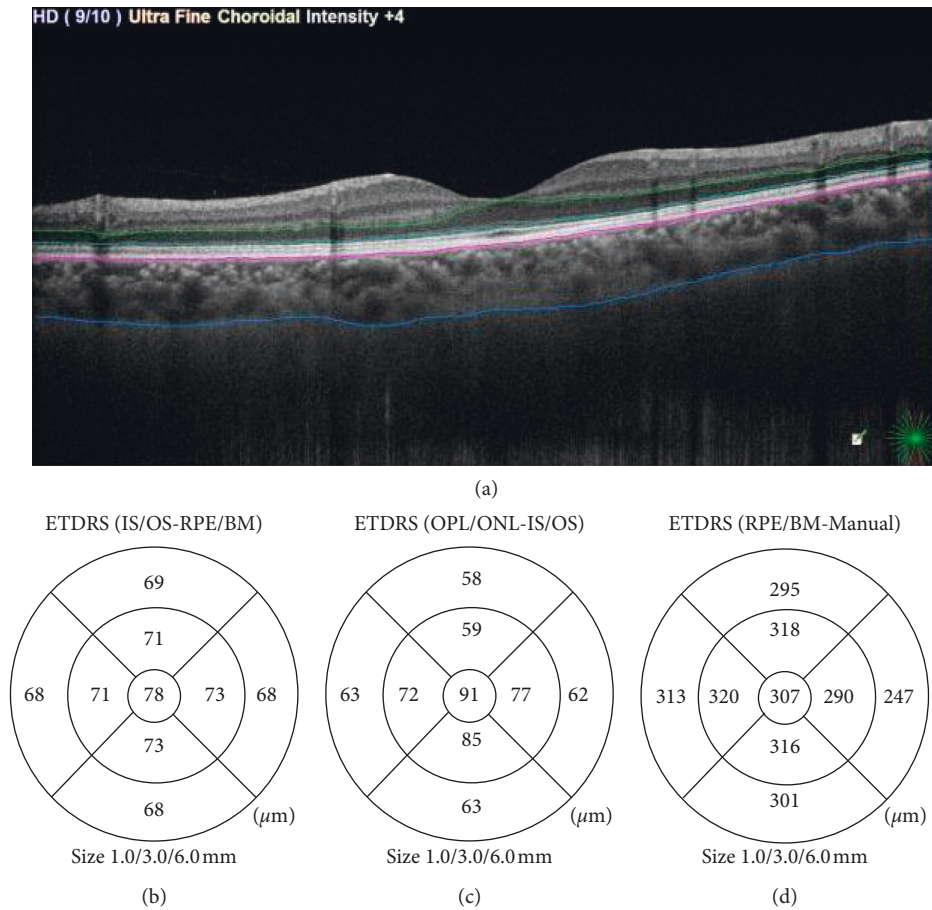 HD ( 9/10 ) Ultra Fine Choroidal Intensity +4
(a)
ETDRS (IS/OS-RPE/BM)
69
71
68 71 78 73 68
73
68
(μm)
Size 1.0/3.0/6.0 mm
(b)
ETDRS (OPL/ONL-IS/OS)
58
59
63 72 91 77 62
85
63
(μm)
Size 1.0/3.0/6.0 mm
(c)
ETDRS (RPE/BM-Manual)
295
318
313 320 307 290 247
316
301
(μm)
Size 1.0/3.0/6.0 mm
(d)